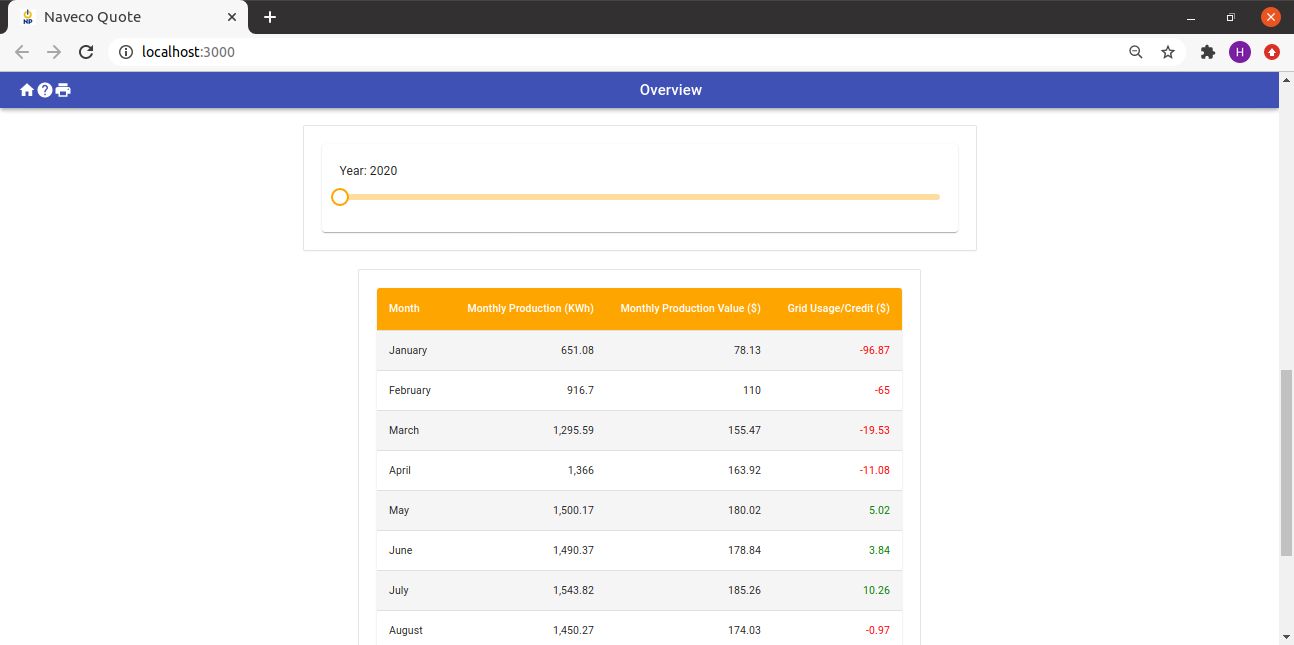 Naveco Quote
localhost:3000
H
Overview
Year: 2020
Month Monthly Production (KWh) Monthly Production Value ($) Grid Usage/Credit ($)
January 651.08 78.13 -96.87
February 916.7 110 -65
March 1,295.59 155.47 -19.53
April 1,366 163.92 -11.08
May 1,500.17 180.02 5.02
June 1,490.37 178.84 3.84
July 1,543.82 185.26 10.26
August 1,450.27 174.03 -0.97